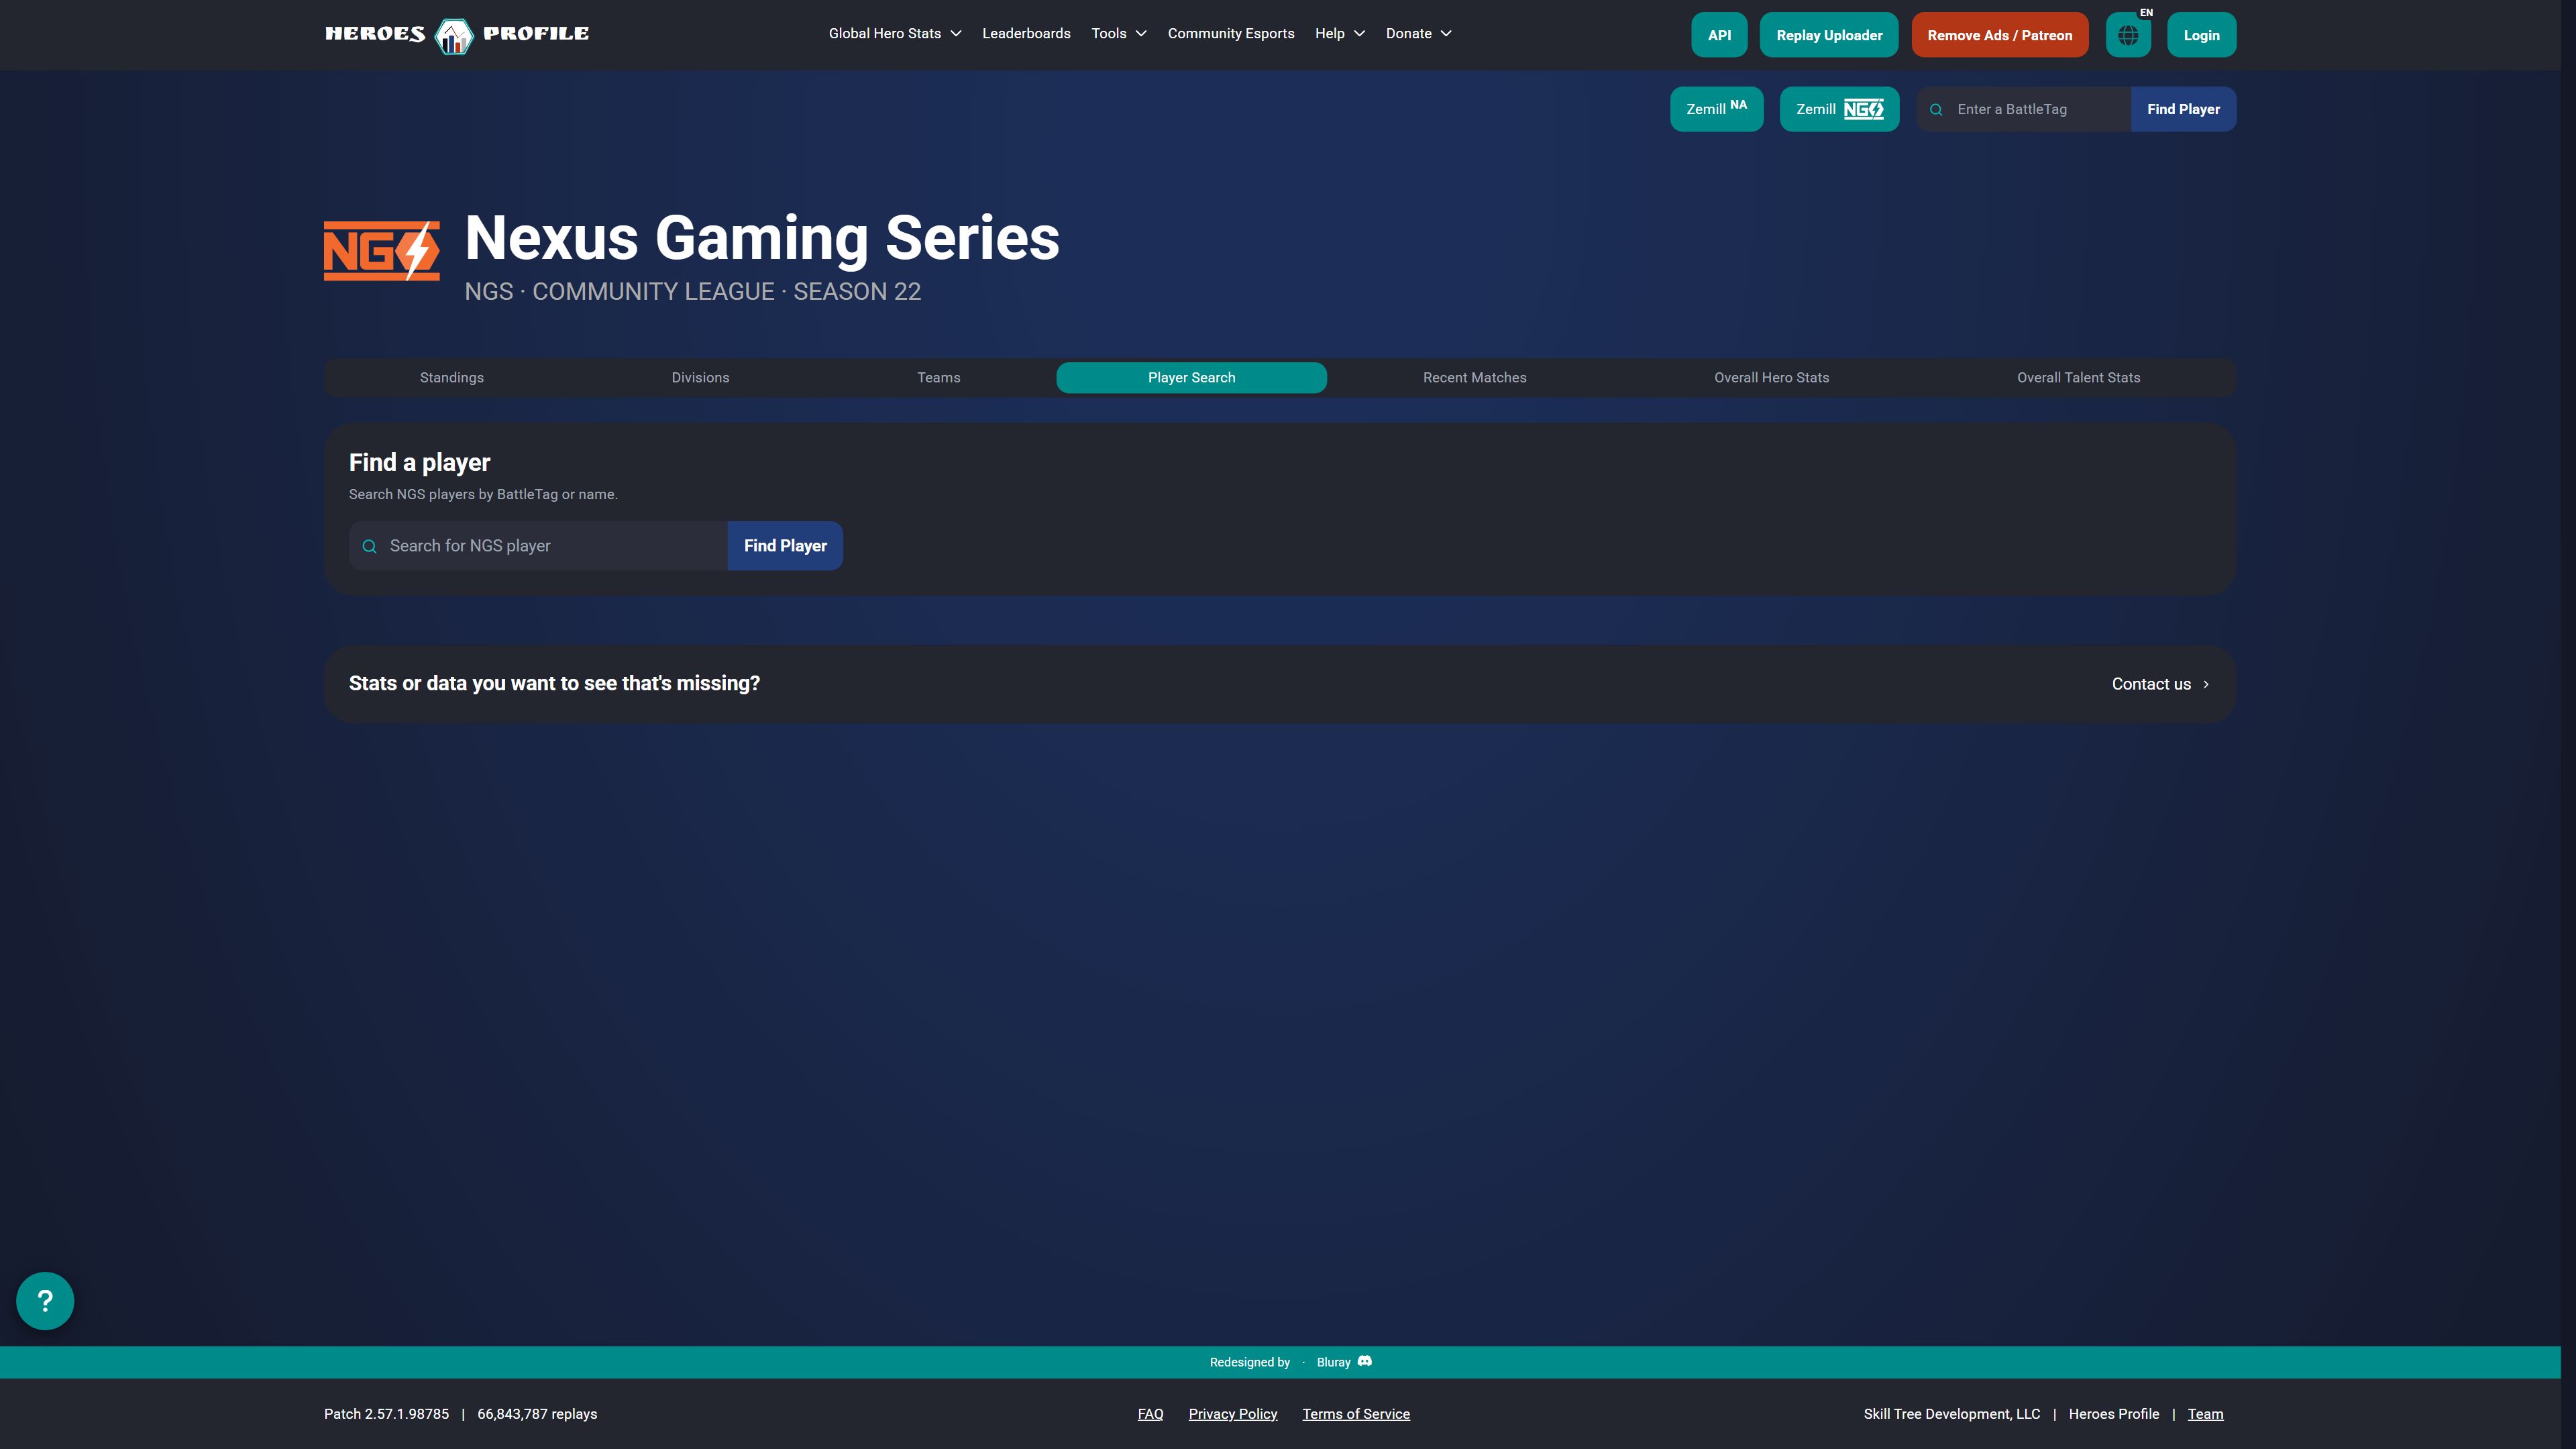 HEROES PROFILE
Global Hero Stats
Leaderboards
Tools
Community Esports
Help
Donate
API
Replay Uploader
Remove Ads / Patreon
EN
Login
Zemill NA
Zemill NGS
Enter a BattleTag
Find Player
NGS
Nexus Gaming Series
NGS · COMMUNITY LEAGUE · SEASON 22
Standings
Divisions
Teams
Player Search
Recent Matches
Overall Hero Stats
Overall Talent Stats
Find a player
Search NGS players by BattleTag or name.
Search for NGS player
Find Player
Stats or data you want to see that's missing?
Contact us
?
Redesigned by · Bluray
Patch 2.57.1.98785 | 66,843,787 replays
FAQ
Privacy Policy
Terms of Service
Skill Tree Development, LLC | Heroes Profile | Team